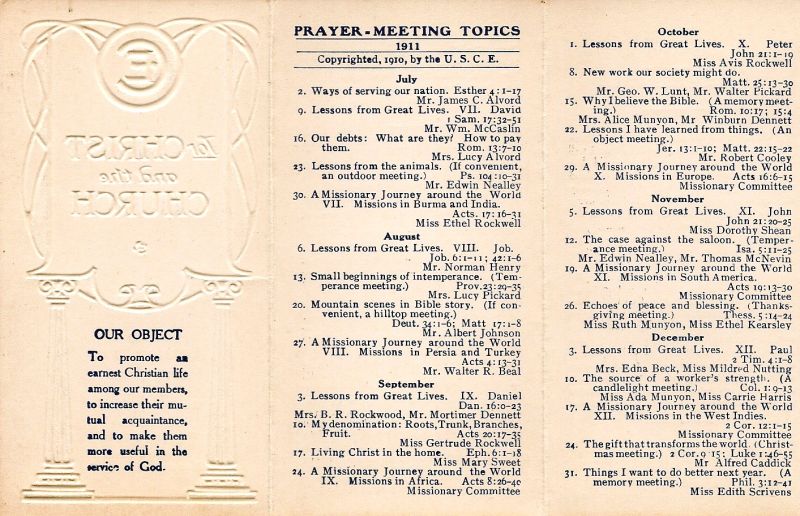 for CHRIST
and the
CHURCH
OUR OBJECT
To promote an
earnest Christian life
among our members,
to increase their mu-
tual acquaintance,
and to make them
more useful in the
service of God.
PRAYER-MEETING TOPICS
1911
Copyrighted, 1910, by the U. S. C. E.
July
2. Ways of serving our nation. Esther 4:1-17
Mr. James C. Alvord
9. Lessons from Great Lives. VII. David
1 Sam. 17:32-51
Mr. Wm. McCaslin
16. Our debts: What are they? How to pay
them. Rom. 13:7-10
Mrs. Lucy Alvord
23. Lessons from the animals. (If convenient,
an outdoor meeting.) Ps. 104:10-31
Mr. Edwin Nealley
30. A Missionary Journey around the World
VII. Missions in Burma and India.
Acts. 17:16-31
Miss Ethel Rockwell
August
6. Lessons from Great Lives. VIII. Job.
Job. 6:1-11; 42:1-6
Mr. Norman Henry
13. Small beginnings of intemperance. (Tem-
perance meeting.) Prov. 23:29-35
Mrs. Lucy Pickard
20. Mountain scenes in Bible story. (If con-
venient, a hilltop meeting.)
Deut. 34:1-6; Matt 17:1-8
Mr. Albert Johnson
27. A Missionary Journey around the World
VIII. Missions in Persia and Turkey
Acts 4:13-31
Mr. Walter R. Beal
September
3. Lessons from Great Lives. IX. Daniel
Dan. 16:0-23
Mrs. B. R. Rockwood, Mr. Mortimer Dennett
10. My denomination: Roots, Trunk, Branches,
Fruit. Acts 20:17-35
Miss Gertrude Rockwell
17. Living Christ in the home. Eph. 6:1-18
Miss Mary Sweet
24. A Missionary Journey around the World
IX. Missions in Africa. Acts 8:26-40
Missionary Committee
October
1. Lessons from Great Lives. X. Peter
John 21:1-19
Miss Avis Rockwell
8. New work our society might do.
Matt. 25:13-30
Mr. Geo. W. Lunt, Mr. Walter Pickard
15. Why I believe the Bible. (A memory meet-
ing.) Rom. 10:17; 15:4
Mrs. Alice Munyon, Mr Winburn Dennett
22. Lessons I have learned from things. (An
object meeting.)
Jer. 13:1-10; Matt. 22:15-22
Mr. Robert Cooley
29. A Missionary Journey around the World
X. Missions in Europe. Acts 16:6-15
Missionary Committee
November
5. Lessons from Great Lives. XI. John
John 21:20-25
Miss Dorothy Shean
12. The case against the saloon. (Temper-
ance meeting.) Isa. 5:11-25
Mr. Edwin Nealley, Mr. Thomas McNevin
19. A Missionary Journey around the World
XI. Missions in South America.
Acts 19:13-30
Missionary Committee
26. Echoes of peace and blessing. (Thanks-
giving meeting.) Thess. 5:14-24
Miss Ruth Munyon, Miss Ethel Kearsley
December
3. Lessons from Great Lives. XII. Paul
2 Tim. 4:1-8
Mrs. Edna Beck, Miss Mildred Nutting
10. The source of a worker's strength. (A
candlelight meeting.) Col. 1:9-13
Miss Ada Munyon, Miss Carrie Harris
17. A Missionary Journey around the World
XII. Missions in the West Indies.
2 Cor. 12:1-15
Missionary Committee
24. The gift that transforms the world. (Christ-
mas meeting.) 2 Cor. 9 15; Luke 1:46-55
Mr Alfred Caddick
31. Things I want to do better next year. (A
memory meeting.) Phil. 3:12-41
Miss Edith Scrivens